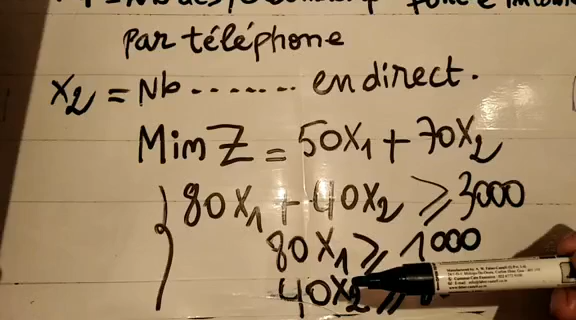 par téléphone
X2 = Nb ------- en direct.
Min Z = 50X1 + 70X2
80X1 + 40X2 ⩾ 3000
80X1 ⩾ 1000
40X2 ⩾